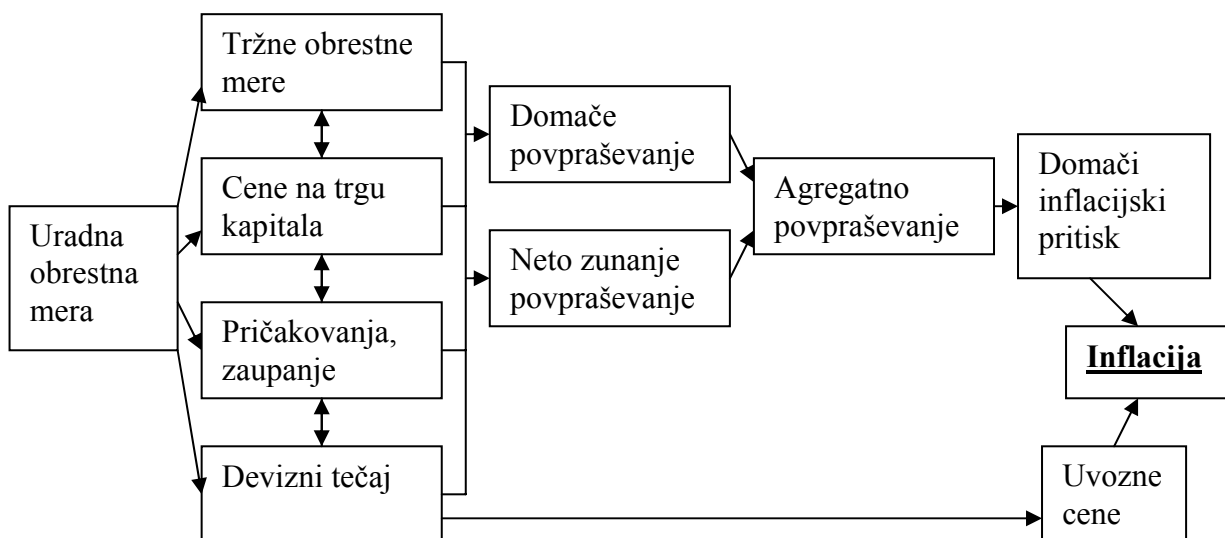 Uradna
obrestna
mera
Tržne obrestne
mere
Cene na trgu
kapitala
Pričakovanja,
zaupanje
Devizni tečaj
Domače
povpraševanje
Neto zunanje
povpraševanje
Agregatno
povpraševanje
Domači
inflacijski
pritisk
Inflacija
Uvozne
cene